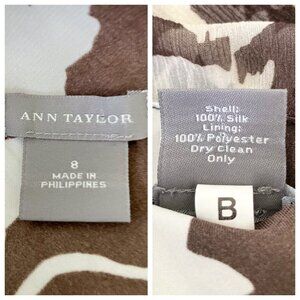 ANN TAYLOR
8
MADE IN
PHILIPPINES
Shell:
100% Silk
Lining:
100% Polyester
Dry Clean
Only
B